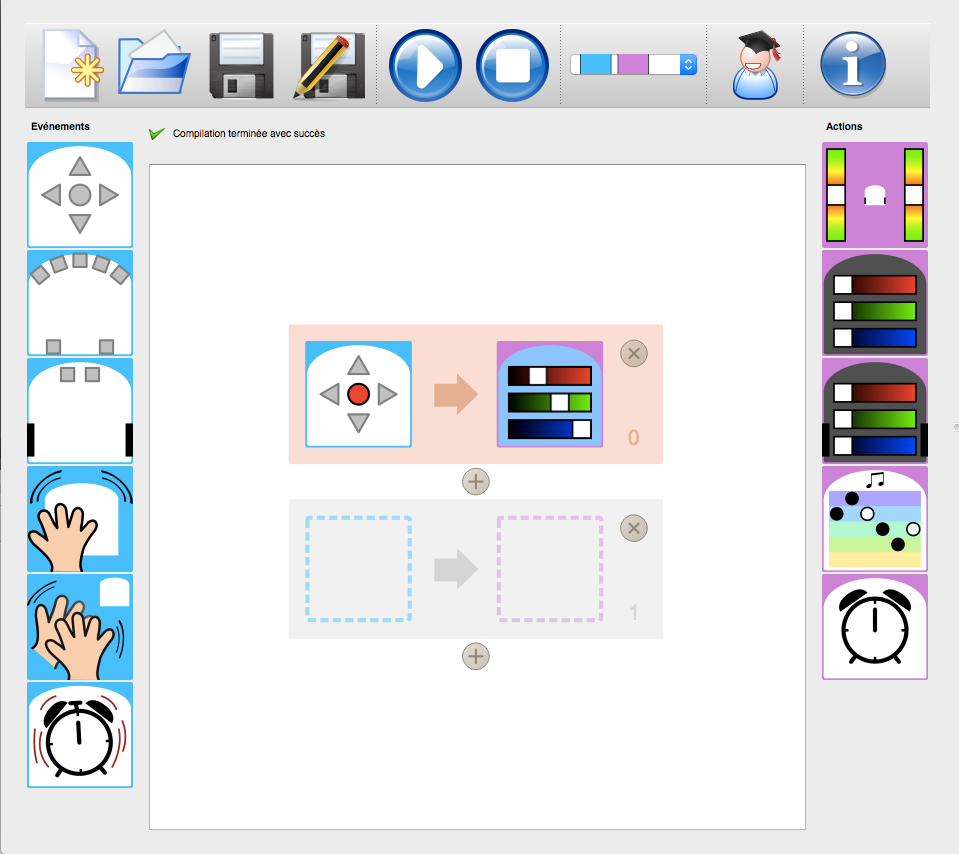 Evénements
Compilation terminée avec succès
Actions
0
1